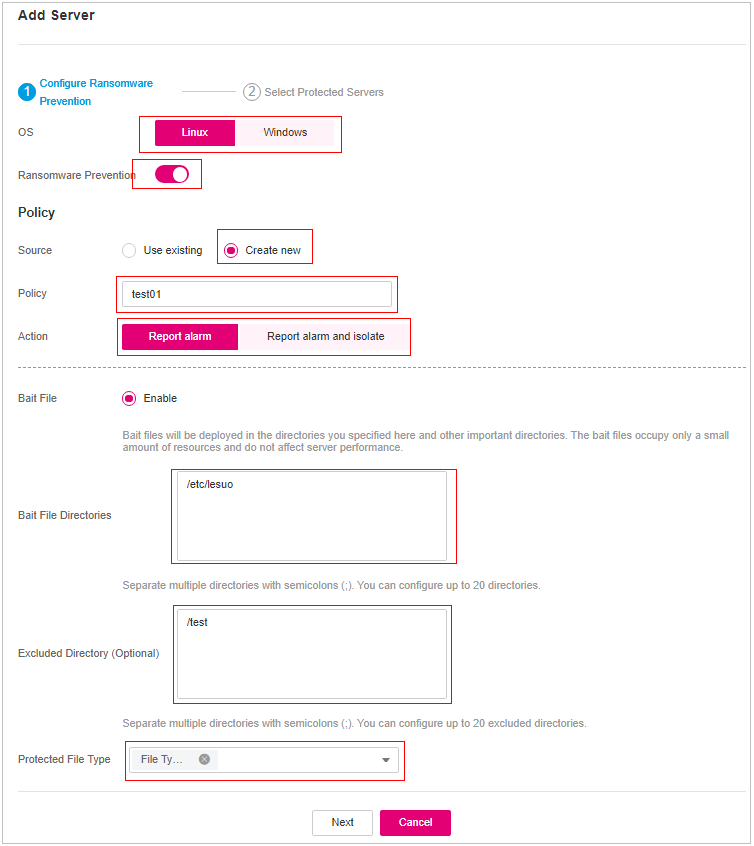 Add Server
1 Configure Ransomware
Prevention
2 Select Protected Servers
OS Linux Windows
Ransomware Prevention
Policy
Source Use existing Create new
Policy test01
Action Report alarm Report alarm and isolate
Bait File Enable
Bait files will be deployed in the directories you specified here and other important directories. The bait files occupy only a small
amount of resources and do not affect server performance.
/etc/lesuo
Bait File Directories
Separate multiple directories with semicolons (;). You can configure up to 20 directories.
/test
Excluded Directory (Optional)
Separate multiple directories with semicolons (;). You can configure up to 20 excluded directories.
Protected File Type File Ty...
Next Cancel